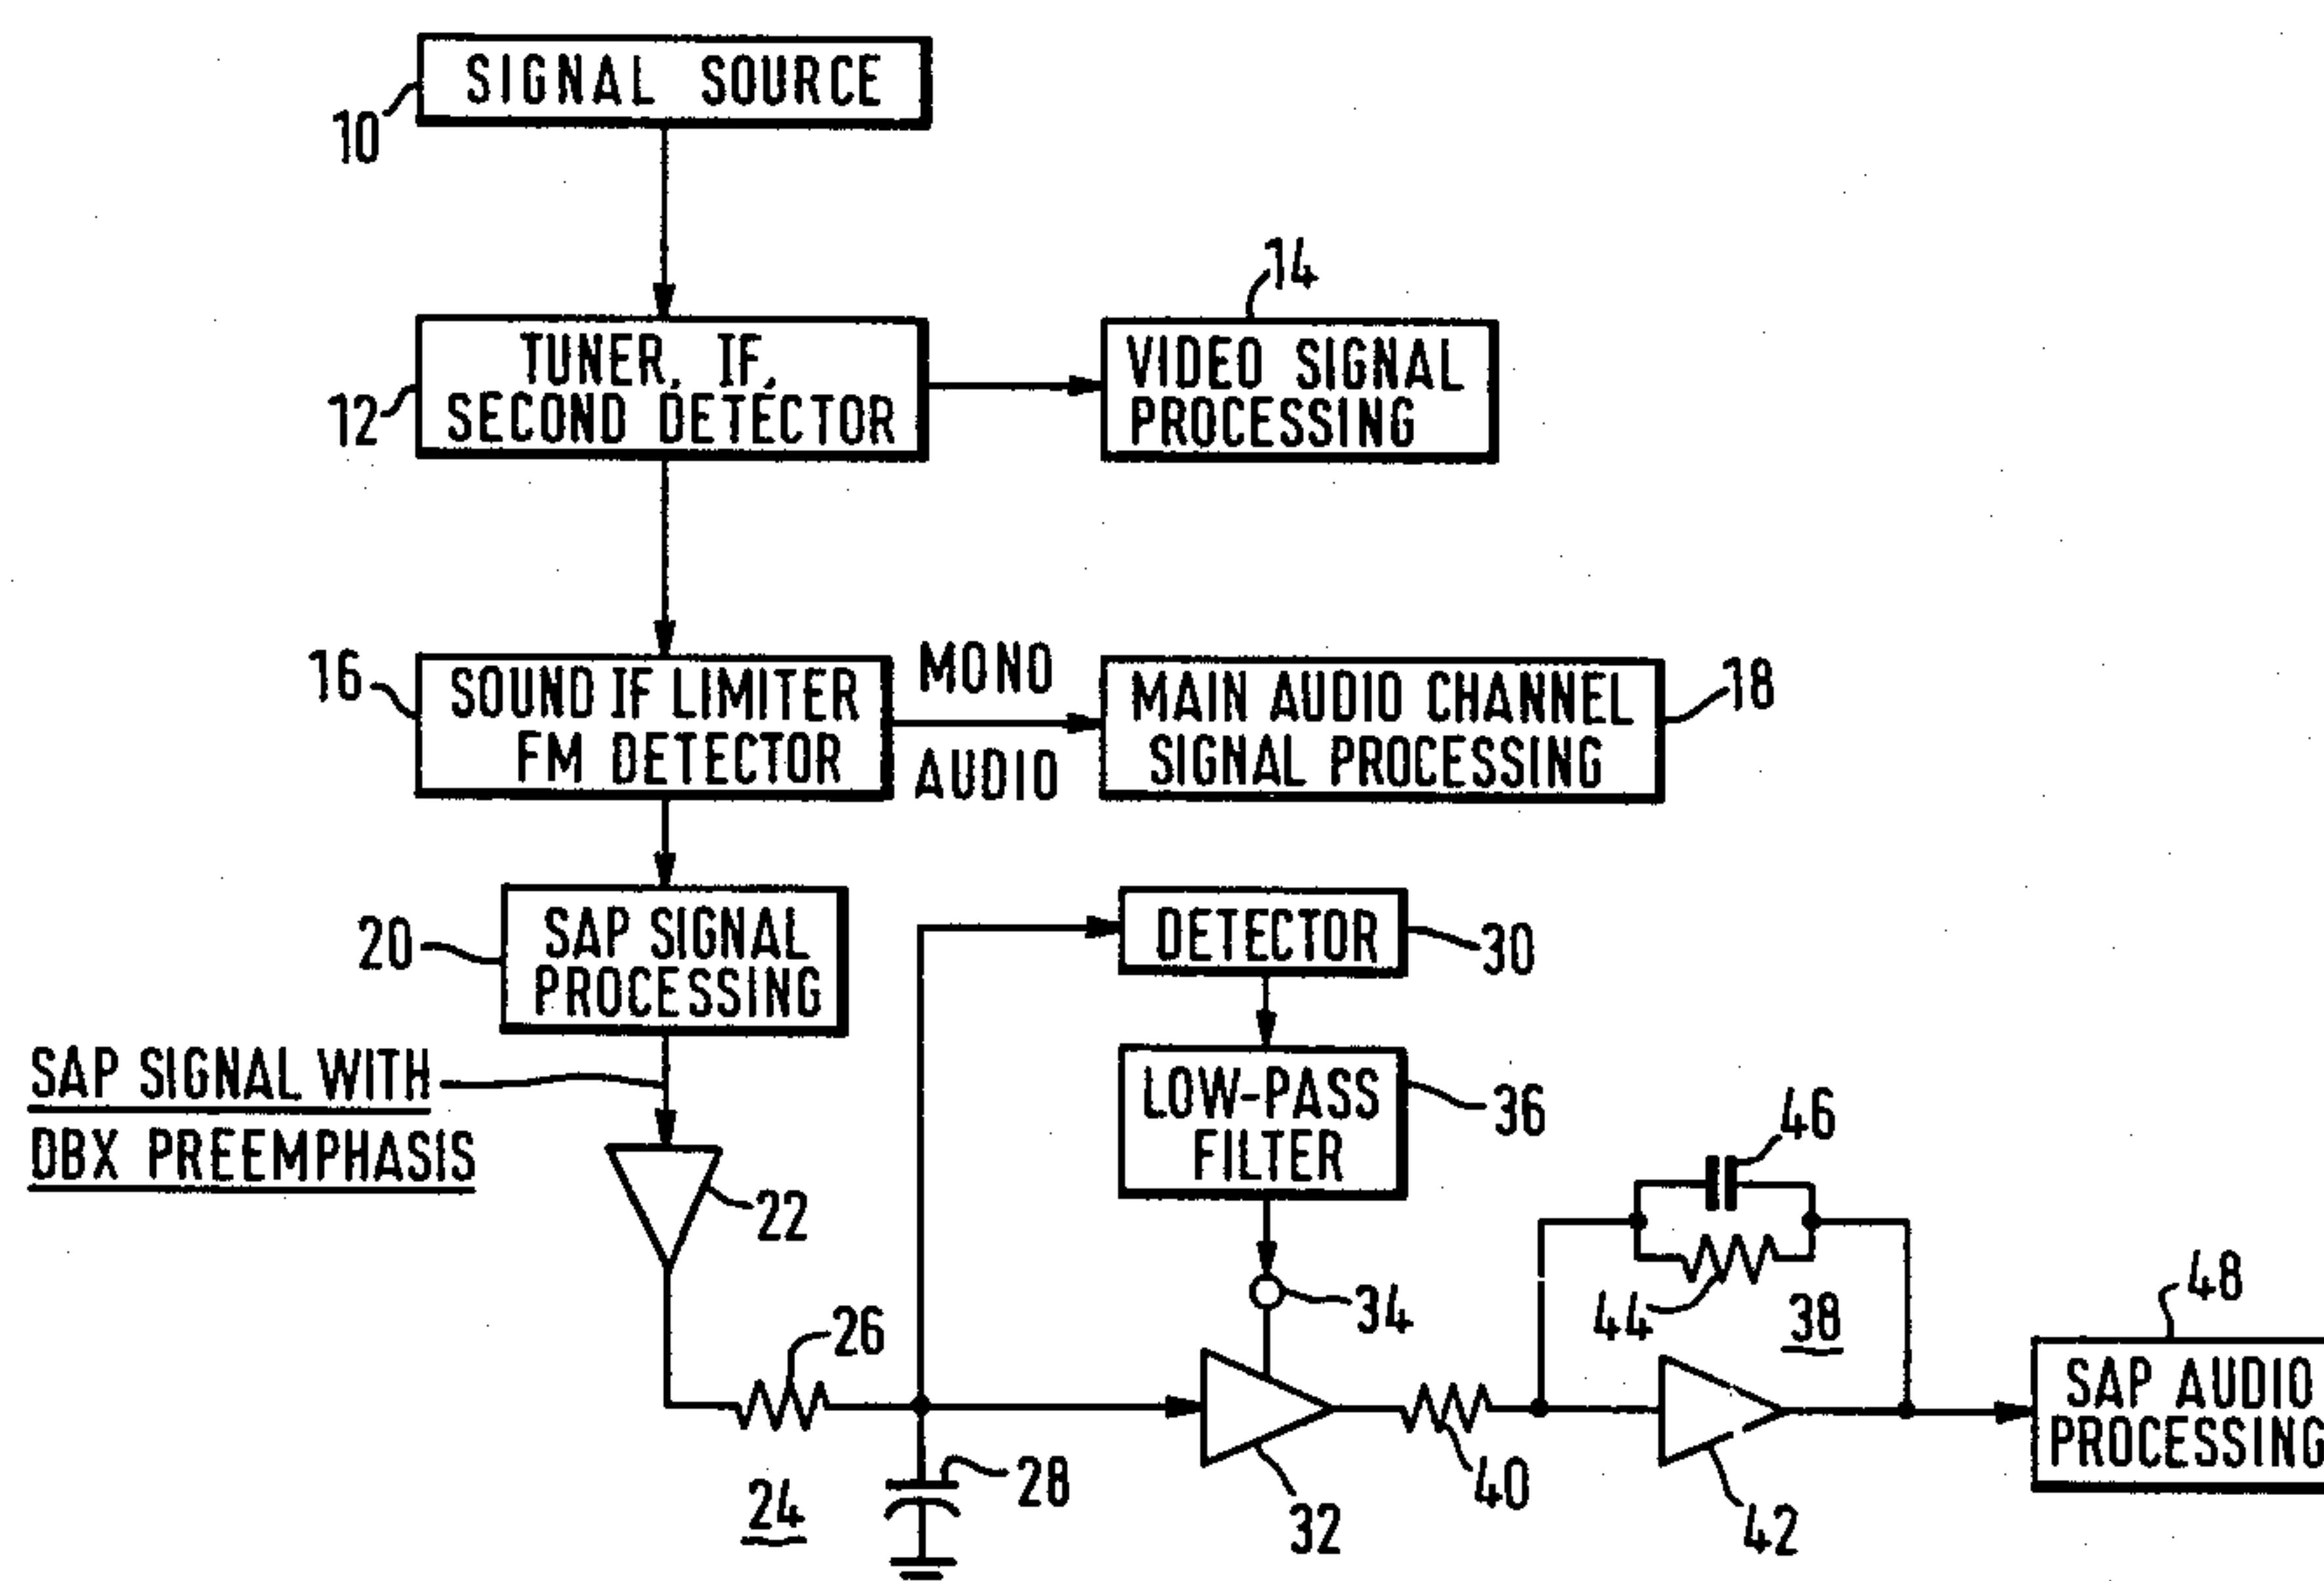 SIGNAL SOURCE
10
14
TUNER, IF,
SECOND DETECTOR
12
VIDEO SIGNAL
PROCESSING
16
SOUND IF LIMITER
FM DETECTOR
MONO
AUDIO
MAIN AUDIO CHANNEL
SIGNAL PROCESSING
18
20
SAP SIGNAL
PROCESSING
DETECTOR
30
SAP SIGNAL WITH
DBX PREEMPHASIS
LOW-PASS
FILTER
36
46
22
34
44
38
48
26
SAP AUDIO
PROCESSING
24
28
32
40
42